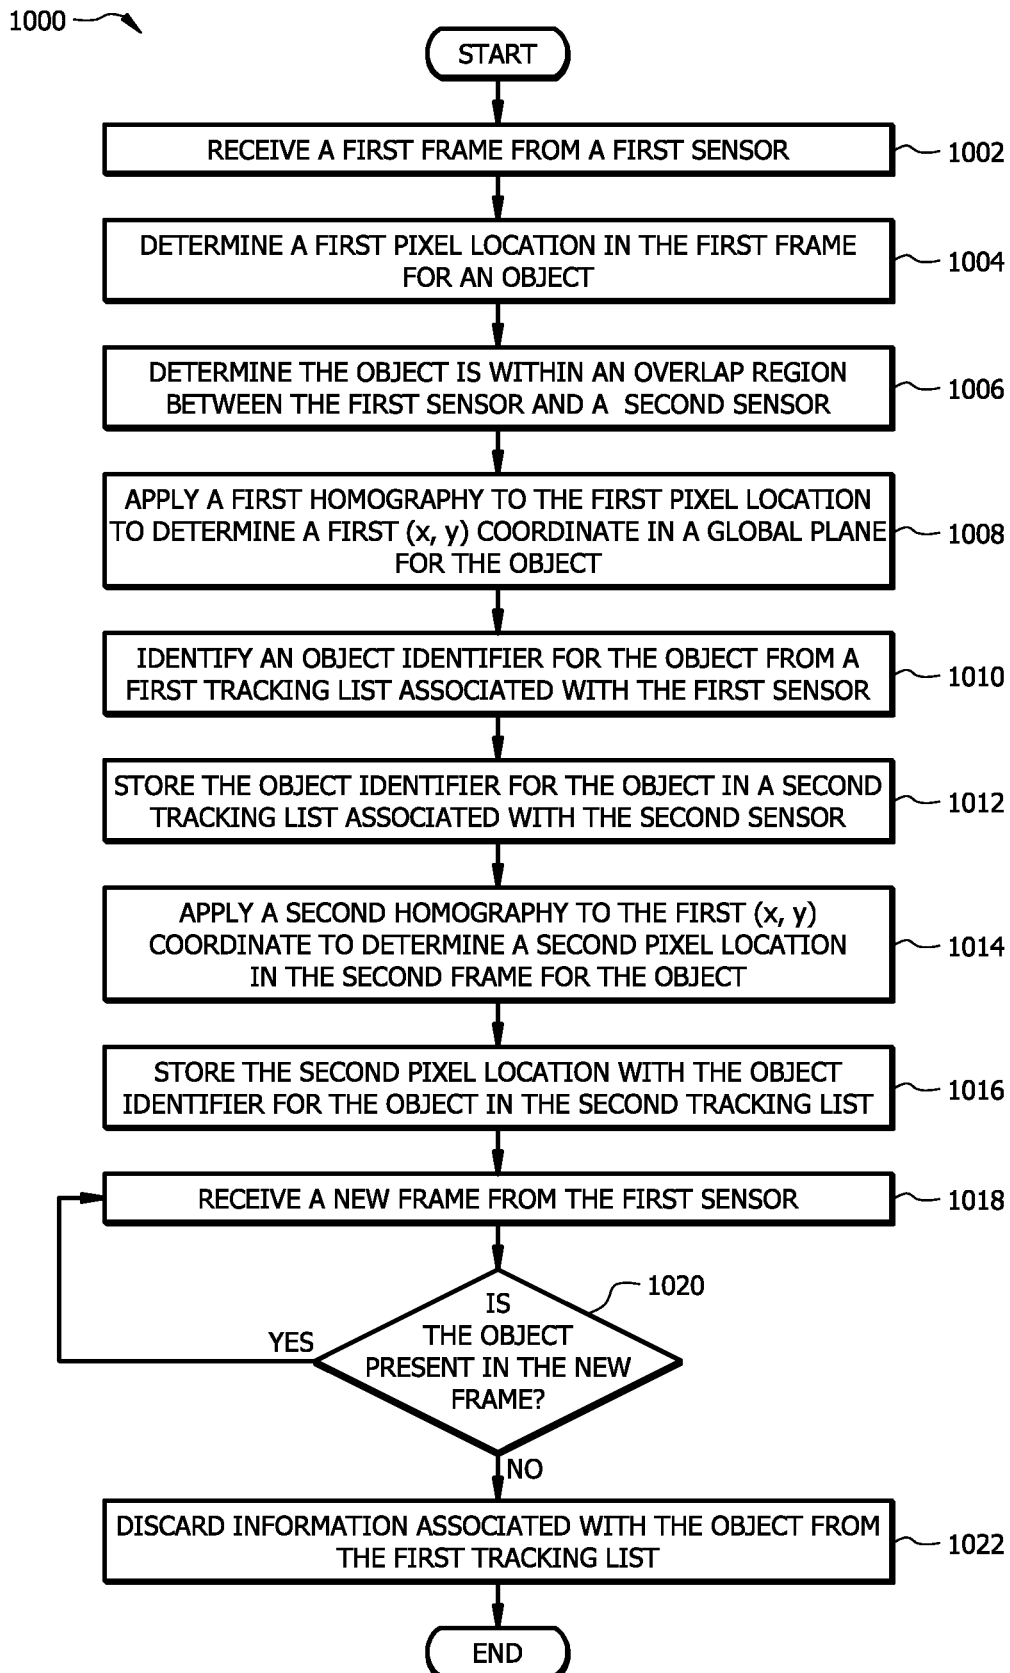 1000
START
RECEIVE A FIRST FRAME FROM A FIRST SENSOR
1002
DETERMINE A FIRST PIXEL LOCATION IN THE FIRST FRAME
FOR AN OBJECT
1004
DETERMINE THE OBJECT IS WITHIN AN OVERLAP REGION
BETWEEN THE FIRST SENSOR AND A SECOND SENSOR
1006
APPLY A FIRST HOMOGRAPHY TO THE FIRST PIXEL LOCATION
TO DETERMINE A FIRST (x, y) COORDINATE IN A GLOBAL PLANE
FOR THE OBJECT
1008
IDENTIFY AN OBJECT IDENTIFIER FOR THE OBJECT FROM A
FIRST TRACKING LIST ASSOCIATED WITH THE FIRST SENSOR
1010
STORE THE OBJECT IDENTIFIER FOR THE OBJECT IN A SECOND
TRACKING LIST ASSOCIATED WITH THE SECOND SENSOR
1012
APPLY A SECOND HOMOGRAPHY TO THE FIRST (x, y)
COORDINATE TO DETERMINE A SECOND PIXEL LOCATION
IN THE SECOND FRAME FOR THE OBJECT
1014
STORE THE SECOND PIXEL LOCATION WITH THE OBJECT
IDENTIFIER FOR THE OBJECT IN THE SECOND TRACKING LIST
1016
RECEIVE A NEW FRAME FROM THE FIRST SENSOR
1018
IS
THE OBJECT
PRESENT IN THE NEW
FRAME?
1020
YES
NO
DISCARD INFORMATION ASSOCIATED WITH THE OBJECT FROM
THE FIRST TRACKING LIST
1022
END